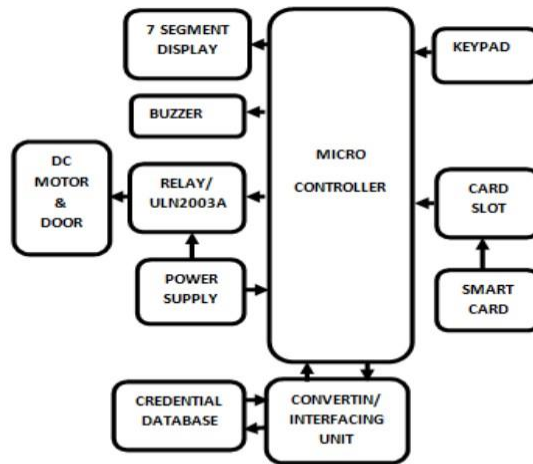 7 SEGMENT
DISPLAY
KEYPAD
BUZZER
MICRO
CONTROLLER
DC
MOTOR
&
DOOR
RELAY/
ULN2003A
CARD
SLOT
POWER
SUPPLY
SMART
CARD
CREDENTIAL
DATABASE
CONVERTIN/
INTERFACING
UNIT